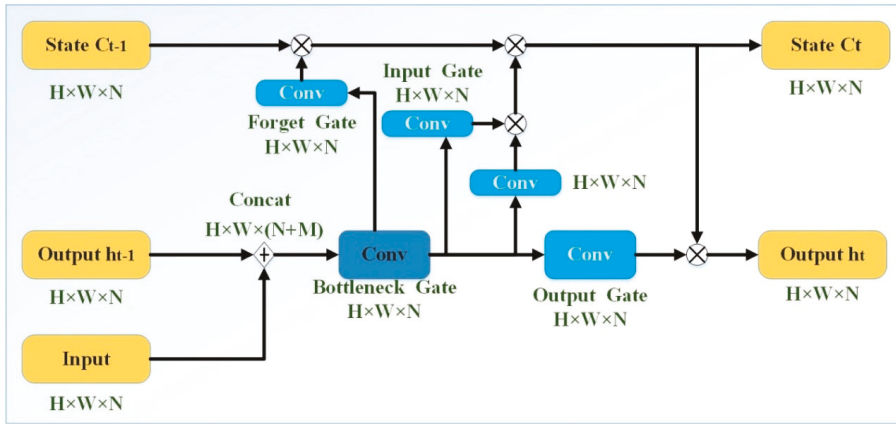 State Ct-1
H×W×N
Conv
Forget Gate
H×W×N
Input Gate
H×W×N
Conv
Conv
H×W×N
State Ct
H×W×N
Concat
H×W×(N+M)
Output ht-1
H×W×N
Conv
Bottleneck Gate
H×W×N
Conv
Output Gate
H×W×N
Output ht
H×W×N
Input
H×W×N